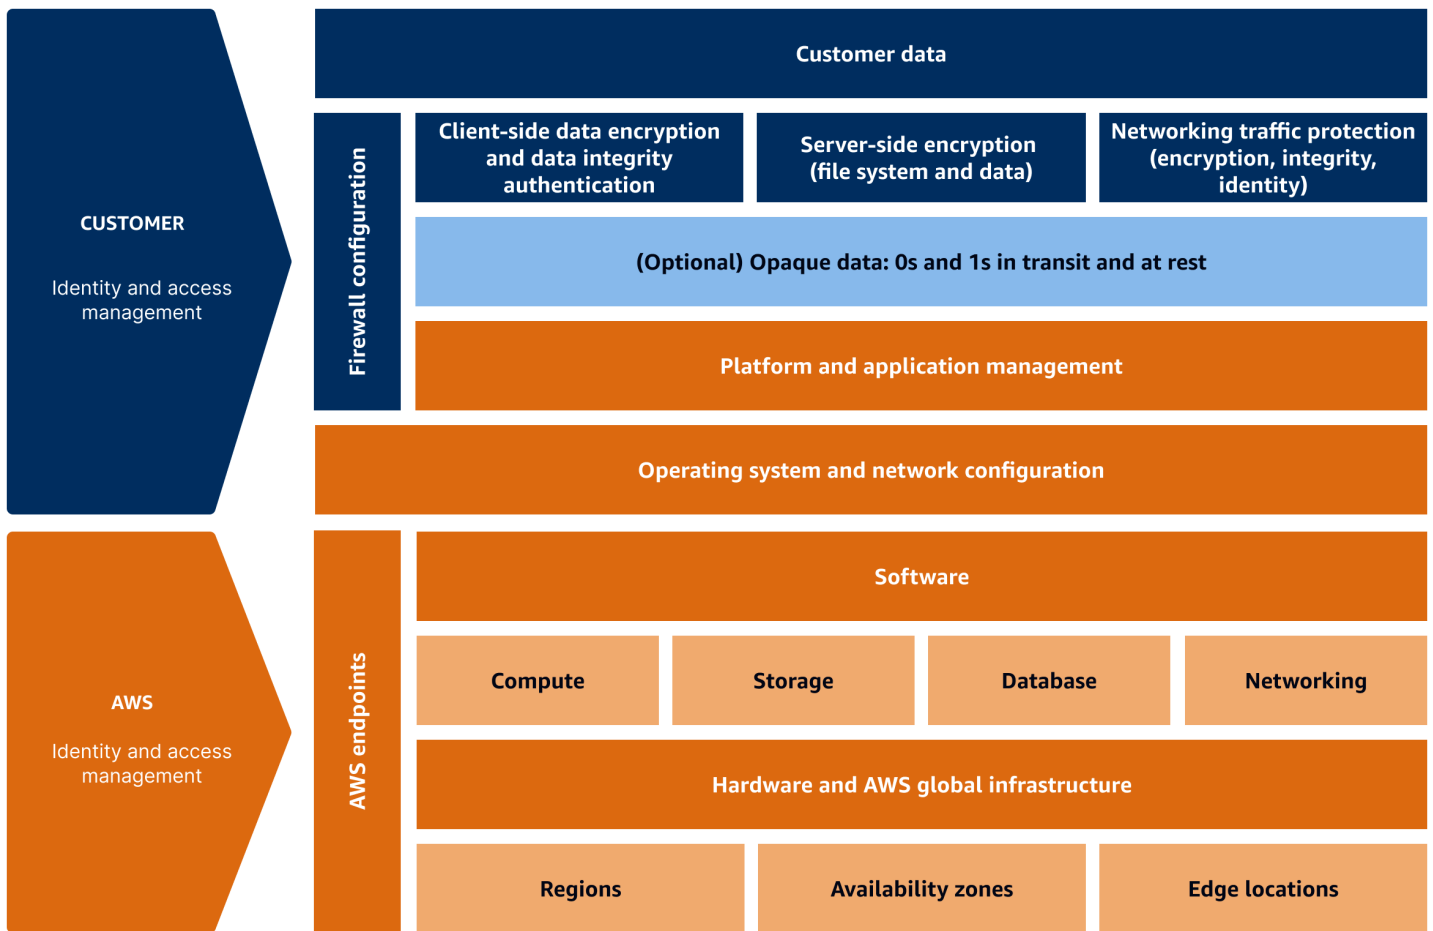 Customer data
CUSTOMER
Identity and access
management
Firewall configuration
Client-side data encryption
and data integrity
authentication
Server-side encryption
(file system and data)
Networking traffic protection
(encryption, integrity,
identity)
(Optional) Opaque data: 0s and 1s in transit and at rest
Platform and application management
Operating system and network configuration
AWS
Identity and access
management
AWS endpoints
Software
Compute
Storage
Database
Networking
Hardware and AWS global infrastructure
Regions
Availability zones
Edge locations